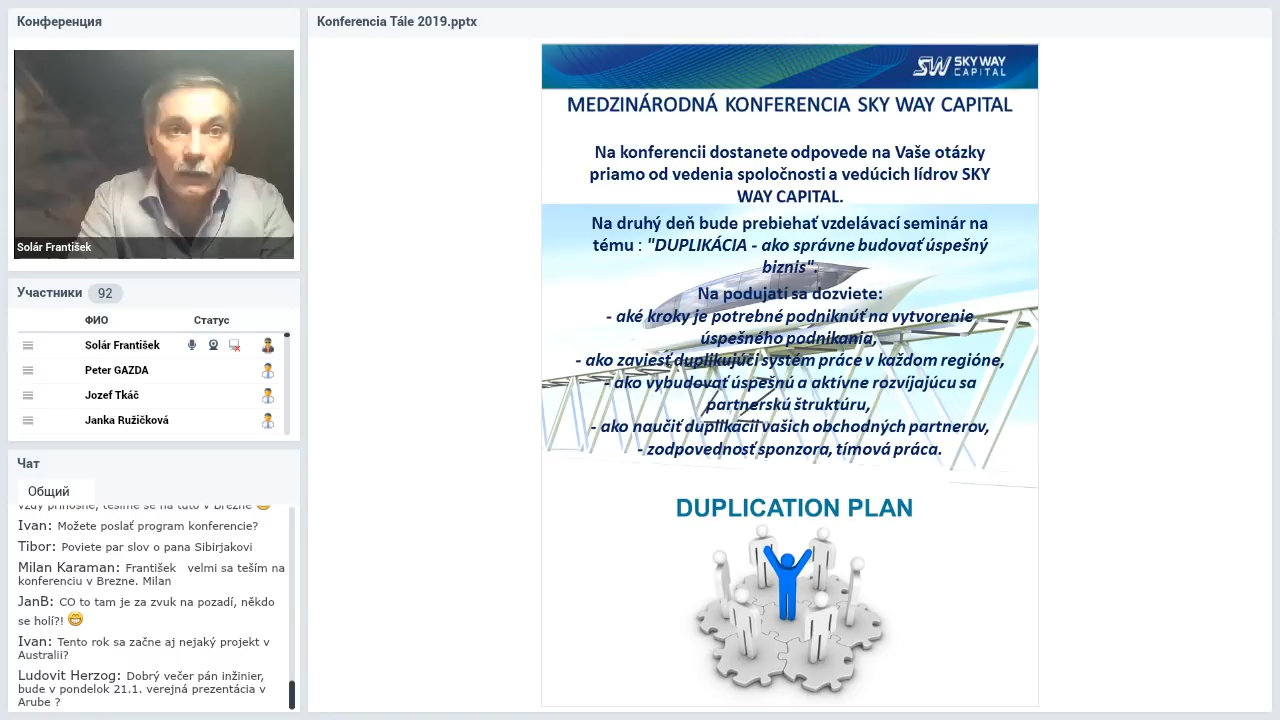 Конференция
Solár František
Участники 92
ФИО Статус
Solár František
Peter GAZDA
Jozef Tkáč
Janka Ružičková
Чат
Общий
vždy prínosné, tešíme se na túto v Brezne
Ivan: Možete poslať program konferencie?
Tibor: Poviete par slov o pana Sibirjakovi
Milan Karaman: František velmi sa teším na
konferenciu v Brezne. Milan
JanB: CO to tam je za zvuk na pozadí, někdo
se holí?!
Ivan: Tento rok sa začne aj nejaký projekt v
Australii?
Ludovit Herzog: Dobrý večer pán inžinier,
bude v pondelok 21.1. verejná prezentácia v
Arube ?
Konferencia Tále 2019.pptx
SW SKY WAY
CAPITAL
MEDZINÁRODNÁ KONFERENCIA SKY WAY CAPITAL
Na konferencii dostanete odpovede na Vaše otázky
priamo od vedenia spoločnosti a vedúcich lídrov SKY
WAY CAPITAL.
Na druhý deň bude prebiehať vzdelávací seminár na
tému : "DUPLIKÁCIA - ako správne budovať úspešný
biznis".
Na podujatí sa dozviete:
- aké kroky je potrebné podniknúť na vytvorenie
úspešného podnikania,
- ako zaviesť duplikujúci systém práce v každom regióne,
- ako vybudovať úspešnú a aktívne rozvíjajúcu sa
partnerskú štruktúru,
- ako naučiť duplikácii vašich obchodných partnerov,
- zodpovednosť sponzora, tímová práca.
DUPLICATION PLAN